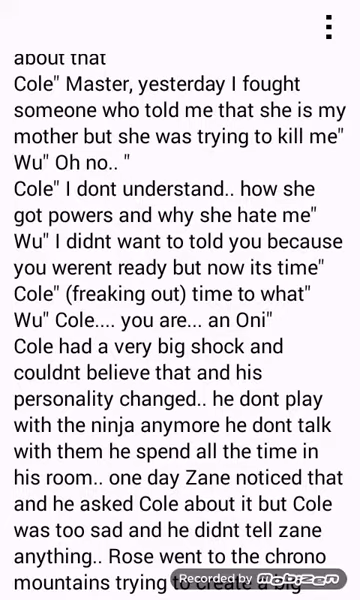 about that
Cole" Master, yesterday I fought
someone who told me that she is my
mother but she was trying to kill me"
Wu" Oh no.. "
Cole" I dont understand.. how she
got powers and why she hate me"
Wu" I didnt want to told you because
you werent ready but now its time"
Cole" (freaking out) time to what"
Wu" Cole.... you are... an Oni"
Cole had a very big shock and
couldnt believe that and his
personality changed.. he dont play
with the ninja anymore he dont talk
with them he spend all the time in
his room.. one day Zane noticed that
and he asked Cole about it but Cole
was too sad and he didnt tell zane
anything.. Rose went to the chrono
mountains trying to create a big
Recorded by mobizen